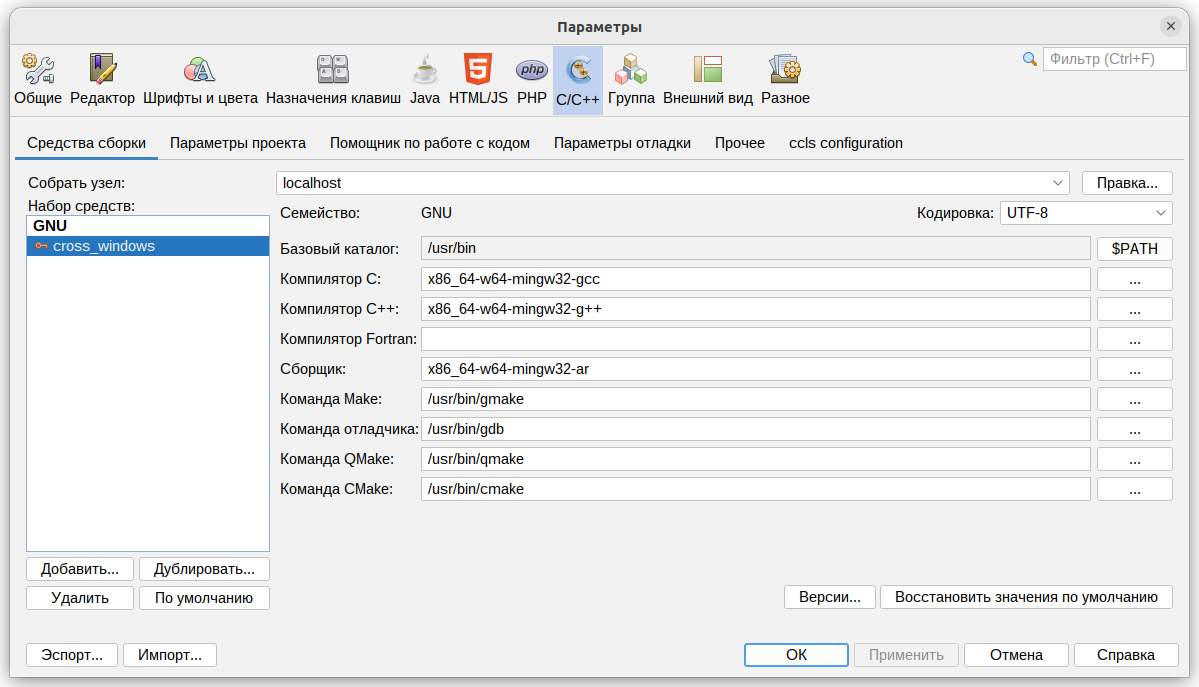 Параметры
Фильтр (Ctrl+F)
Общие Редактор Шрифты и цвета Назначения клавиш Java HTML/JS PHP C/C++ Группа Внешний вид Разное
Средства сборки Параметры проекта Помощник по работе с кодом Параметры отладки Прочее ccls configuration
Собрать узел: localhost Правка...
Набор средств:
GNU
cross_windows
Семейство: GNU Кодировка: UTF-8
Базовый каталог: /usr/bin $PATH
Компилятор C: x86_64-w64-mingw32-gcc ...
Компилятор C++: x86_64-w64-mingw32-g++ ...
Компилятор Fortran: ...
Сборщик: x86_64-w64-mingw32-ar ...
Команда Make: /usr/bin/gmake ...
Команда отладчика: /usr/bin/gdb ...
Команда QMake: /usr/bin/qmake ...
Команда CMake: /usr/bin/cmake ...
Добавить... Дублировать...
Удалить По умолчанию
Версии... Восстановить значения по умолчанию
Эспорт... Импорт... ОК Применить Отмена Справка